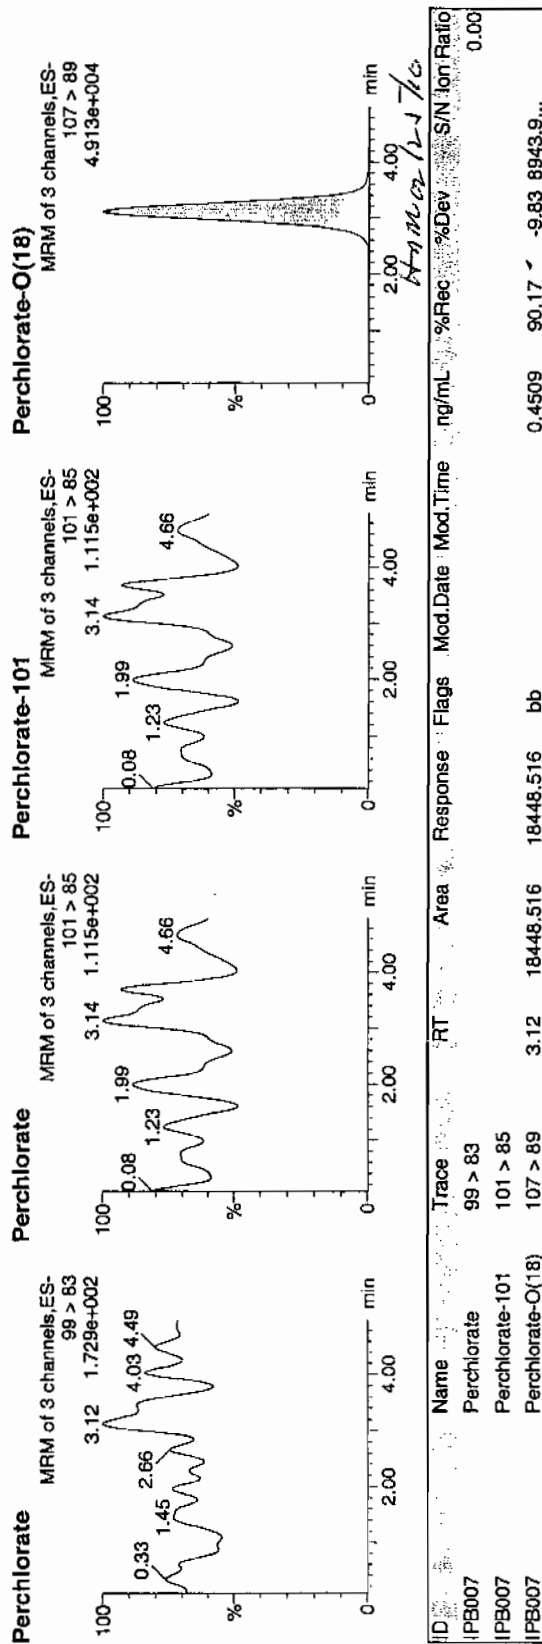 Perchlorate
MRM of 3 channels,ES-
99 > 83
3.12 1.729e+002
100
%
0
0.33
1.45
2.66
4.03
4.49
2.00
4.00
min
Perchlorate
MRM of 3 channels,ES-
101 > 85
3.14 1.115e+002
100
%
0
0.08
1.23
1.99
4.66
2.00
4.00
min
Perchlorate-101
MRM of 3 channels,ES-
101 > 85
3.14 1.115e+002
100
%
0
0.08
1.23
1.99
4.66
2.00
4.00
min
Perchlorate-O(18)
MRM of 3 channels,ES-
107 > 89
4.913e+004
100
%
0
2.00
4.00
min
ID Name Trace RT Area Response Flags Mod.Date Mod.Time ng/mL %Rec %Dev S/N Ion Ratio
IPB007 Perchlorate 99 > 83 0.00
IPB007 Perchlorate-101 101 > 85
IPB007 Perchlorate-O(18) 107 > 89 3.12 18448.516 18448.516 bb 0.4509 90.17 -9.83 8943.9...